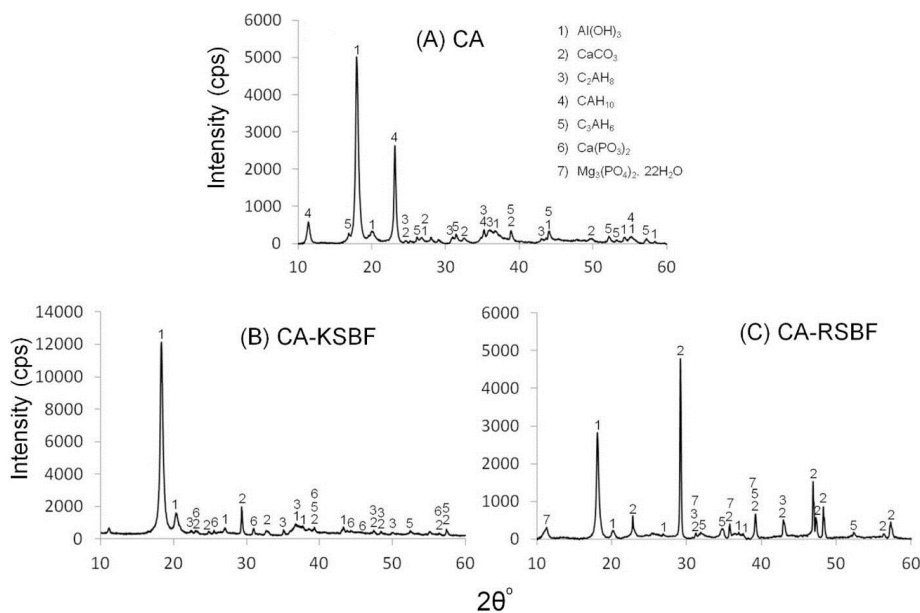 (A) CA
Intensity (cps)
6000
5000
4000
3000
2000
1000
0
10 20 30 40 50 60
1) Al(OH)₃
2) CaCO₃
3) C₂AH₈
4) CAH₁₀
5) C₃AH₆
6) Ca(PO₃)₂
7) Mg₃(PO₄)₂. 22H₂O
(B) CA-KSBF
Intensity (cps)
14000
12000
10000
8000
6000
4000
2000
0
10 20 30 40 50 60
(C) CA-RSBF
6000
5000
4000
3000
2000
1000
0
10 20 30 40 50 60
2θ°